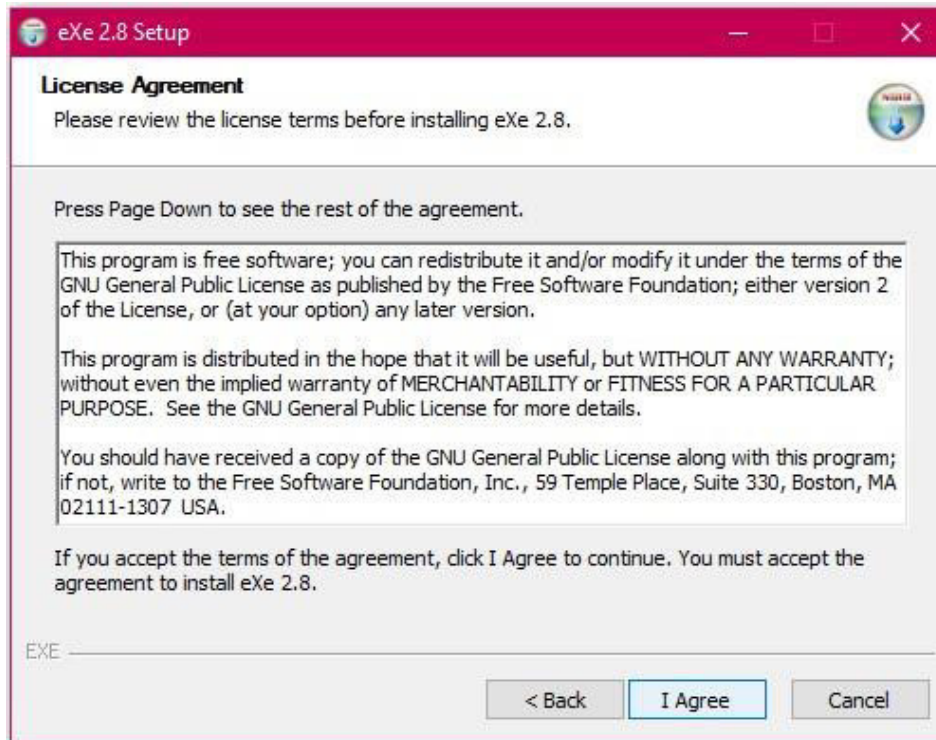 eXe 2.8 Setup
License Agreement
Please review the license terms before installing eXe 2.8.
Press Page Down to see the rest of the agreement.
This program is free software; you can redistribute it and/or modify it under the terms of the
GNU General Public License as published by the Free Software Foundation; either version 2
of the License, or (at your option) any later version.
This program is distributed in the hope that it will be useful, but WITHOUT ANY WARRANTY;
without even the implied warranty of MERCHANTABILITY or FITNESS FOR A PARTICULAR
PURPOSE.  See the GNU General Public License for more details.
You should have received a copy of the GNU General Public License along with this program;
if not, write to the Free Software Foundation, Inc., 59 Temple Place, Suite 330, Boston, MA
02111-1307 USA.
If you accept the terms of the agreement, click I Agree to continue. You must accept the
agreement to install eXe 2.8.
EXE
< Back I Agree Cancel